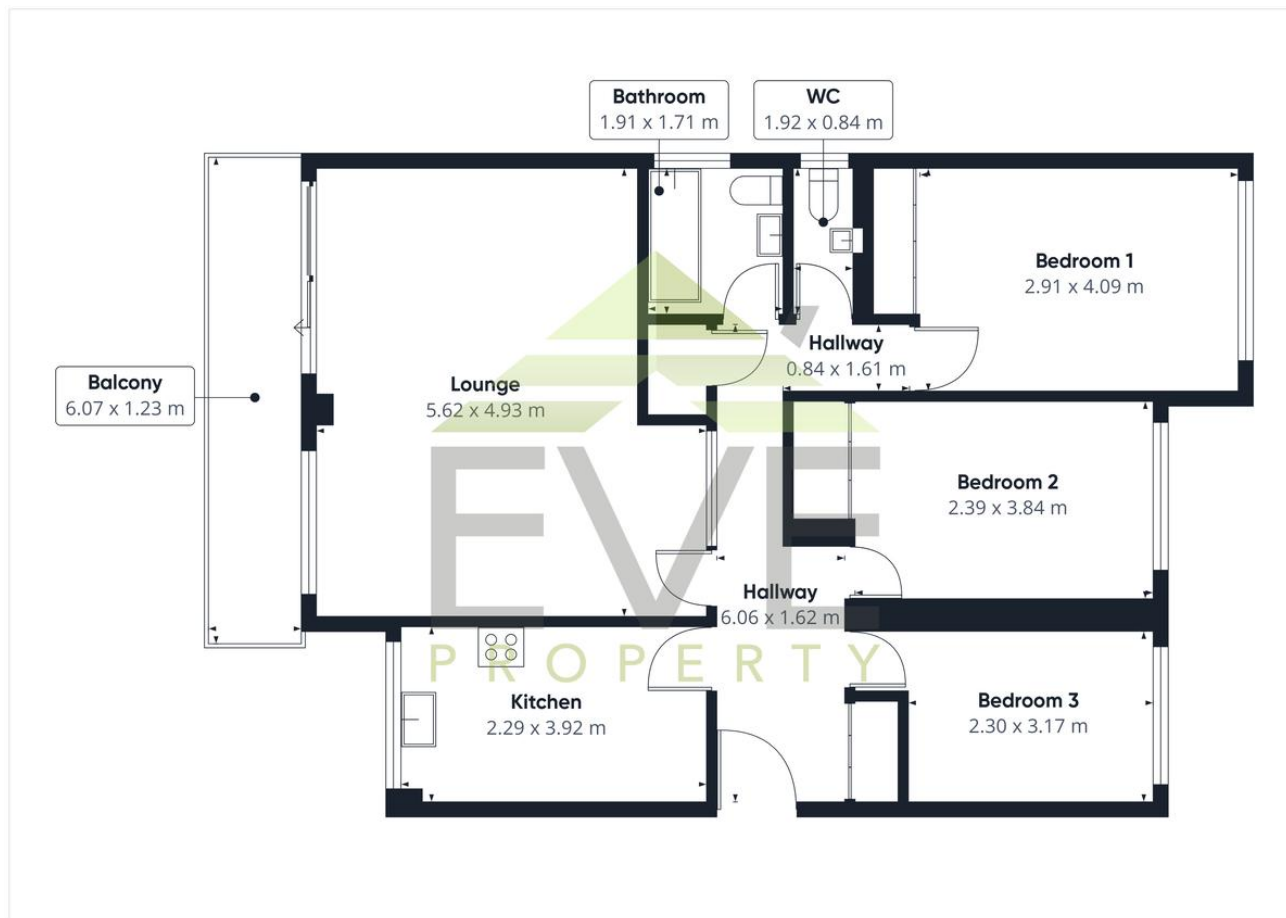 Bathroom
1.91 x 1.71 m
WC
1.92 x 0.84 m
Bedroom 1
2.91 x 4.09 m
Hallway
0.84 x 1.61 m
Balcony
6.07 x 1.23 m
Lounge
5.62 x 4.93 m
Bedroom 2
2.39 x 3.84 m
EVE
PROPERTY
Hallway
6.06 x 1.62 m
Kitchen
2.29 x 3.92 m
Bedroom 3
2.30 x 3.17 m